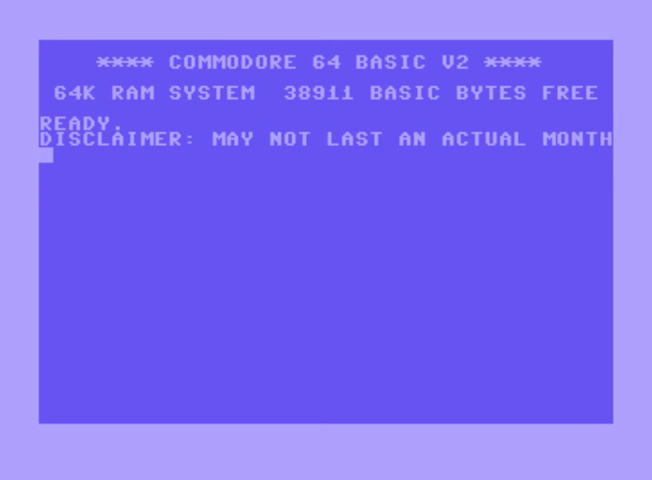 **** COMMODORE 64 BASIC V2 ****
64K RAM SYSTEM  38911 BASIC BYTES FREE
READY.
DISCLAIMER: MAY NOT LAST AN ACTUAL MONTH